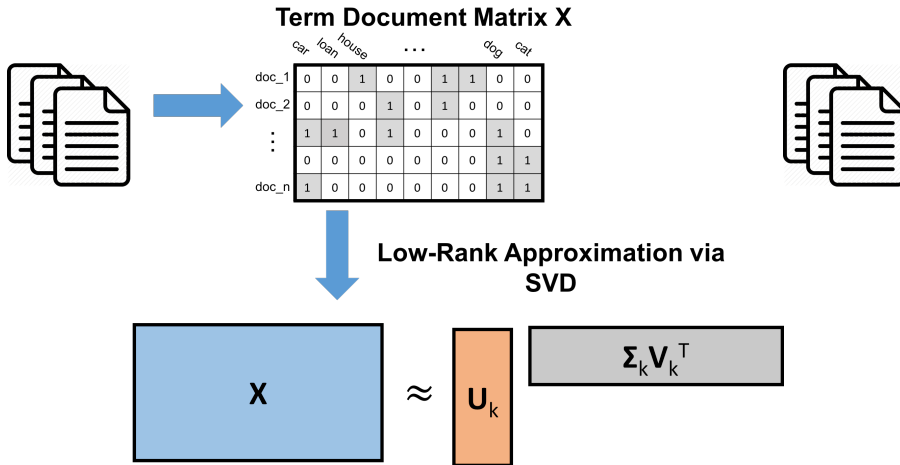 Term Document Matrix X
car loan house ... dog cat
doc_1 0 0 1 0 0 1 1 0 0
doc_2 0 0 0 1 0 1 0 0 0
⋮ 1 1 0 1 0 0 0 1 0
0 0 0 0 0 0 0 1 1
doc_n 1 0 0 0 0 0 0 1 1
Low-Rank Approximation via
SVD
X ≈ U_k Σ_k V_k^T